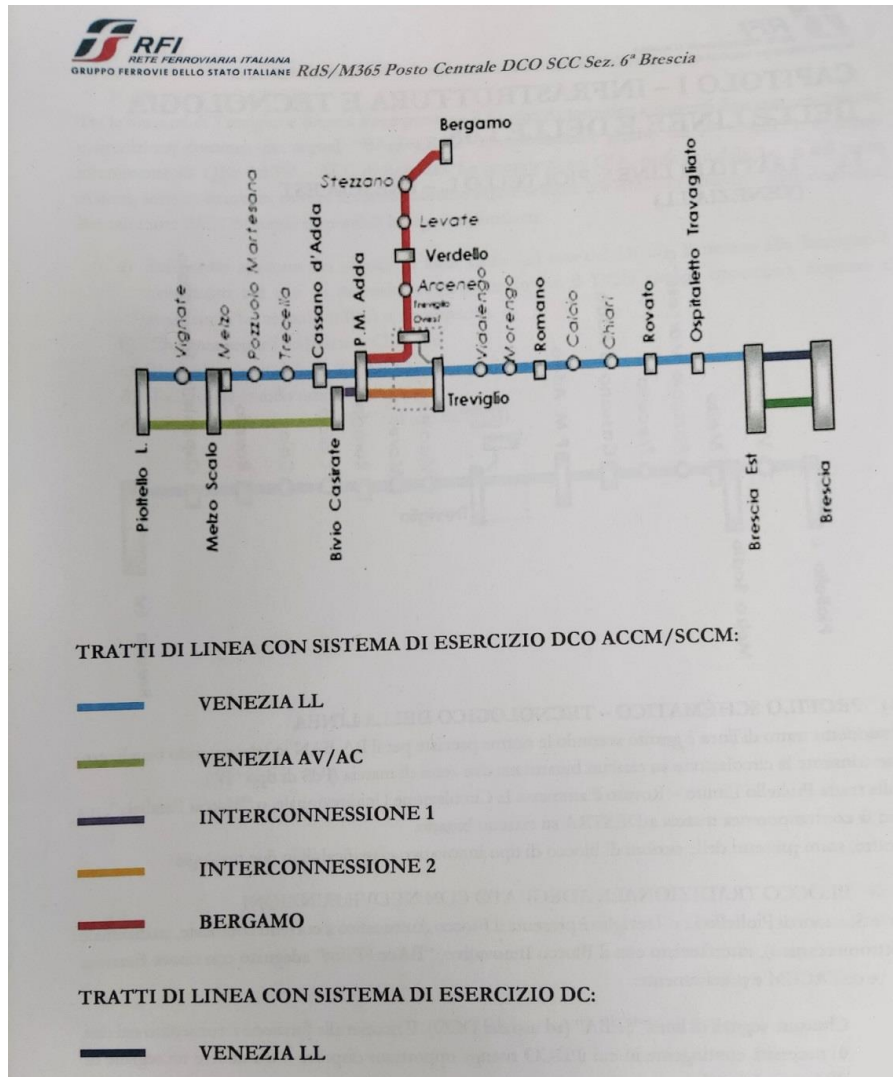 RFI
RETE FERROVIARIA ITALIANA
GRUPPO FERROVIE DELLO STATO ITALIANE
RdS/M365 Posto Centrale DCO SCC Sez. 6ª Brescia
Bergamo
Stezzano
Levate
Verdello
Arcene
Treviglio
Ovest
Vignate
Melzo
Pozzuolo Martesana
Trecella
Cassano d'Adda
P.M. Adda
Vidalengo
Morengo
Romano
Calcio
Chiari
Rovato
Ospitaletto Travagliato
Treviglio
Pioltello L.
Melzo Scalo
Bivio Casirate
Brescia Est
Brescia
TRATTI DI LINEA CON SISTEMA DI ESERCIZIO DCO ACCM/SCCM:
VENEZIA LL
VENEZIA AV/AC
INTERCONNESSIONE 1
INTERCONNESSIONE 2
BERGAMO
TRATTI DI LINEA CON SISTEMA DI ESERCIZIO DC:
VENEZIA LL